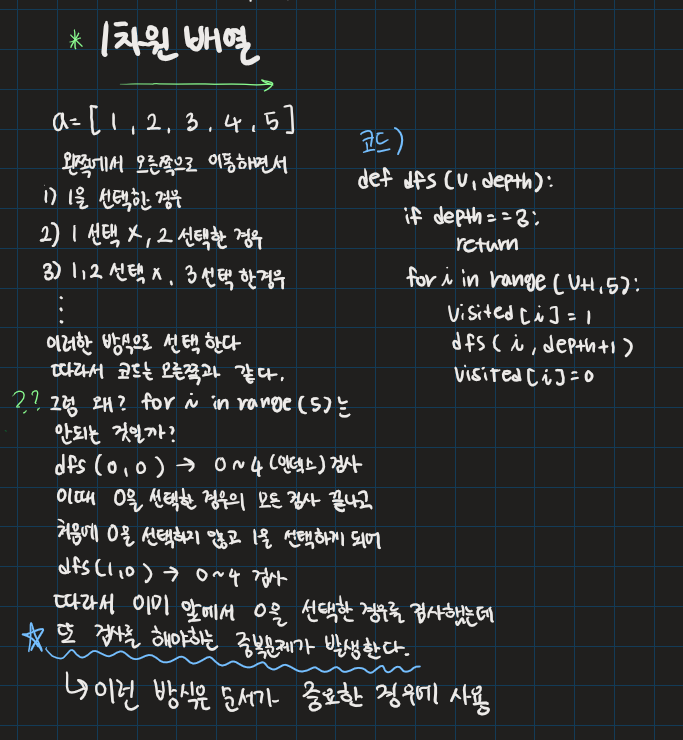 * 1차원 배열
a = [ 1 , 2 , 3 , 4 , 5 ]
왼쪽에서 오른쪽으로 이동하면서
1) 1을 선택한 경우
2) 1 선택 X, 2 선택한 경우
3) 1, 2 선택 X, 3 선택 한경우
⋮
이러한 방식으로 선택 한다
따라서 코드는 오른쪽과 같다.
?? 그럼 왜? for i in range(5)는
안되는 것일까?
dfs (0, 0) → 0 ~ 4 (인덱스) 검사
이때 0을 선택한 경우의 모든 검사 끝나고
처음에 0을 선택하지 않고 1을 선택하게 되어
dfs(1,0) → 0~4 검사
따라서 이미 앞에서 0을 선택한 경우를 검사했는데
☆ 또 검사를 해야하는 중복문제가 발생한다.
↳ 이런 방식은 순서가 중요한 경우에 사용
코드)
def dfs (v, depth):
if depth == 3:
return
for i in range (v+1, 5):
visited [i] = 1
dfs( i , depth+1)
visited[i]=0